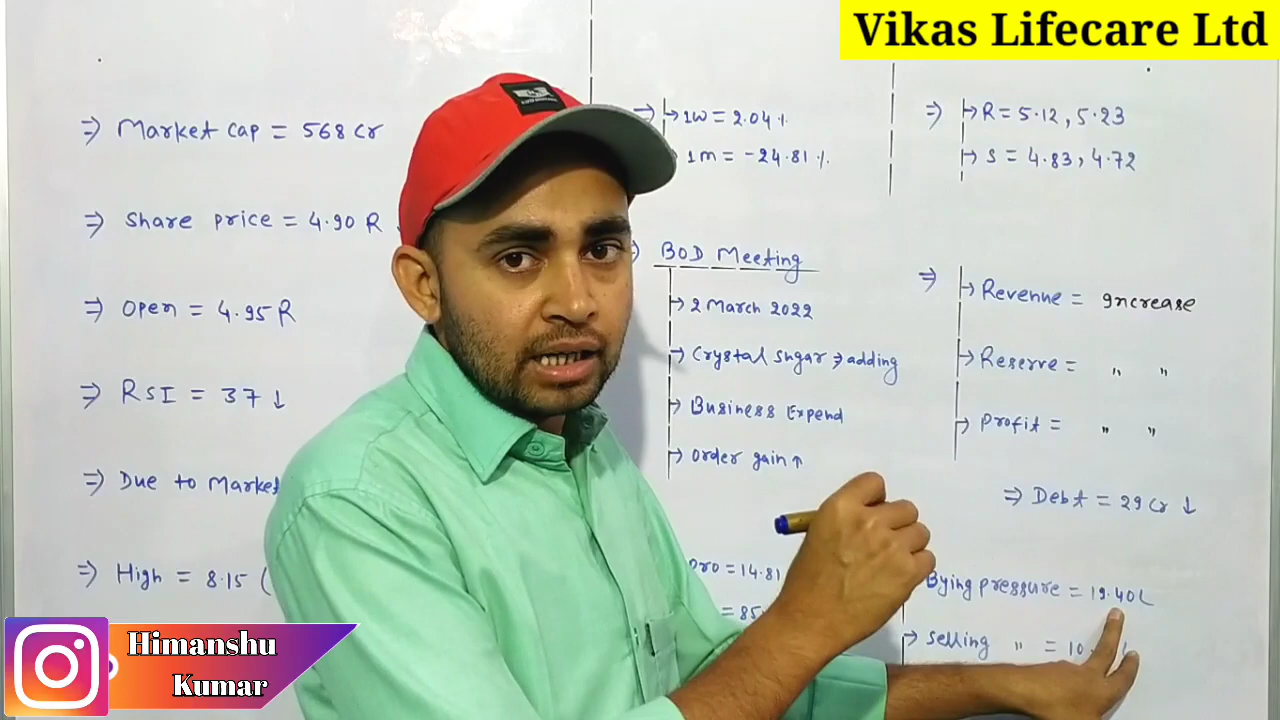 Vikas Lifecare Ltd
⇒ Market Cap = 568 Cr
⇒ Share price = 4.90 R
⇒ Open = 4.95 R
⇒ RSI = 37 ↓
⇒ Due to Market
⇒ High = 8.15 (
⇒ 1W = 2.04 %
1m = -24.81 %
BOD Meeting
→ 2 March 2022
→ Crystal sugar → adding
→ Business Expend
→ Order gain ↑
pro = 14.81
= 85
⇒ → R = 5.12, 5.23
→ S = 4.83, 4.72
⇒ → Revenue = Increase
→ Reserve = " "
→ Profit = " "
⇒ Debt = 29 Cr ↓
Bying pressure = 19.40L
→ Selling " = 10
Himanshu
Kumar